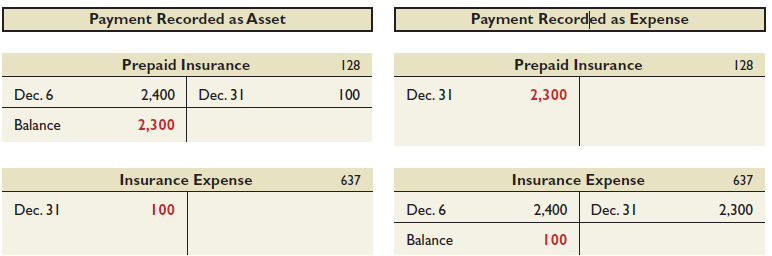 Payment Recorded as Asset
Prepaid Insurance 128
Dec. 6 2,400 Dec. 31 100
Balance 2,300
Insurance Expense 637
Dec. 31 100
Payment Recorded as Expense
Prepaid Insurance 128
Dec. 31 2,300
Insurance Expense 637
Dec. 6 2,400 Dec. 31 2,300
Balance 100